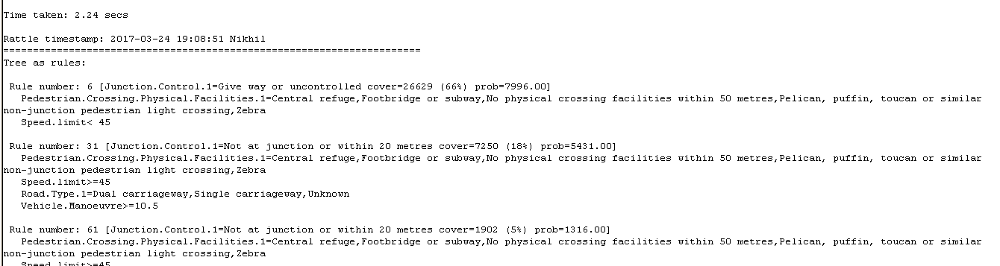 Time taken: 2.24 secs
Rattle timestamp: 2017-03-24 19:08:51 Nikhil
======================================================================
Tree as rules:
Rule number: 6 [Junction.Control.1=Give way or uncontrolled cover=26629 (66%) prob=7996.00]
Pedestrian.Crossing.Physical.Facilities.1=Central refuge,Footbridge or subway,No physical crossing facilities within 50 metres,Pelican, puffin, toucan or similar
non-junction pedestrian light crossing,Zebra
Speed.limit< 45
Rule number: 31 [Junction.Control.1=Not at junction or within 20 metres cover=7250 (18%) prob=5431.00]
Pedestrian.Crossing.Physical.Facilities.1=Central refuge,Footbridge or subway,No physical crossing facilities within 50 metres,Pelican, puffin, toucan or similar
non-junction pedestrian light crossing,Zebra
Speed.limit>=45
Road.Type.1=Dual carriageway,Single carriageway,Unknown
Vehicle.Manoeuvre>=10.5
Rule number: 61 [Junction.Control.1=Not at junction or within 20 metres cover=1902 (5%) prob=1316.00]
Pedestrian.Crossing.Physical.Facilities.1=Central refuge,Footbridge or subway,No physical crossing facilities within 50 metres,Pelican, puffin, toucan or similar
non-junction pedestrian light crossing,Zebra
Speed.limit>=45